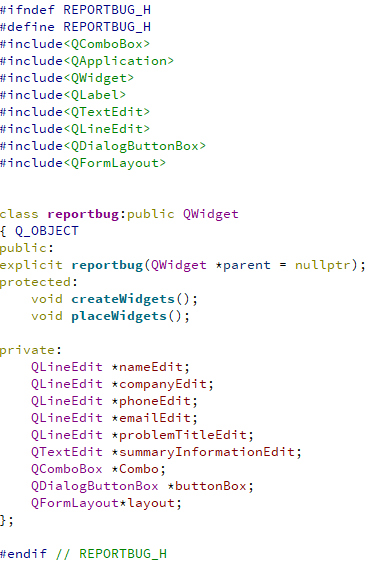 #ifndef REPORTBUG_H
#define REPORTBUG_H
#include<QComboBox>
#include<QApplication>
#include<QWidget>
#include<QLabel>
#include<QTextEdit>
#include<QLineEdit>
#include<QDialogButtonBox>
#include<QFormLayout>
class reportbug:public QWidget
{ Q_OBJECT
public:
explicit reportbug(QWidget *parent = nullptr);
protected:
    void createWidgets();
    void placeWidgets();
private:
    QLineEdit *nameEdit;
    QLineEdit *companyEdit;
    QLineEdit *phoneEdit;
    QLineEdit *emailEdit;
    QLineEdit *problemTitleEdit;
    QTextEdit *summaryInformationEdit;
    QComboBox *Combo;
    QDialogButtonBox *buttonBox;
    QFormLayout*layout;
};
#endif // REPORTBUG_H